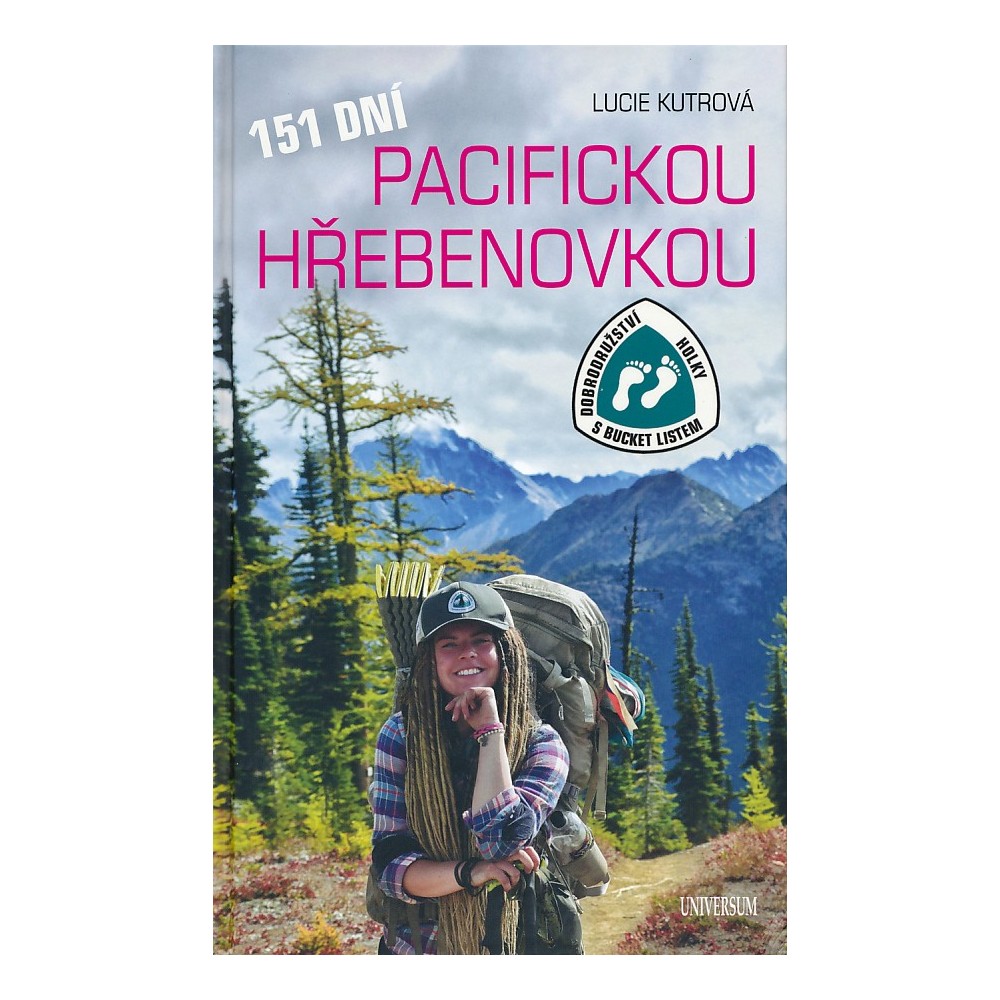 LUCIE KUTROVÁ
151 DNÍ
PACIFICKOU
HŘEBENOVKOU
DOBRODRUŽSTVÍ
HOLKY
S BUCKET LISTEM
UNIVERSUM